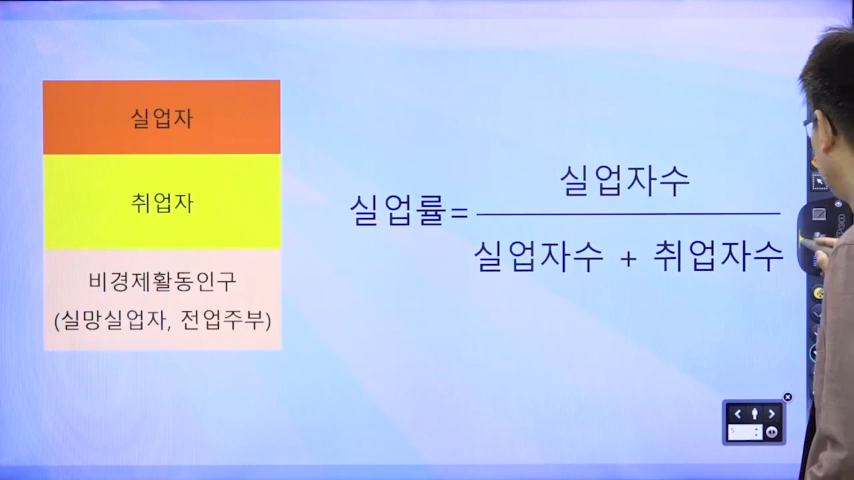 실업자
취업자
비경제활동인구
(실망실업자, 전업주부)
실업률=
실업자수
실업자수 + 취업자수